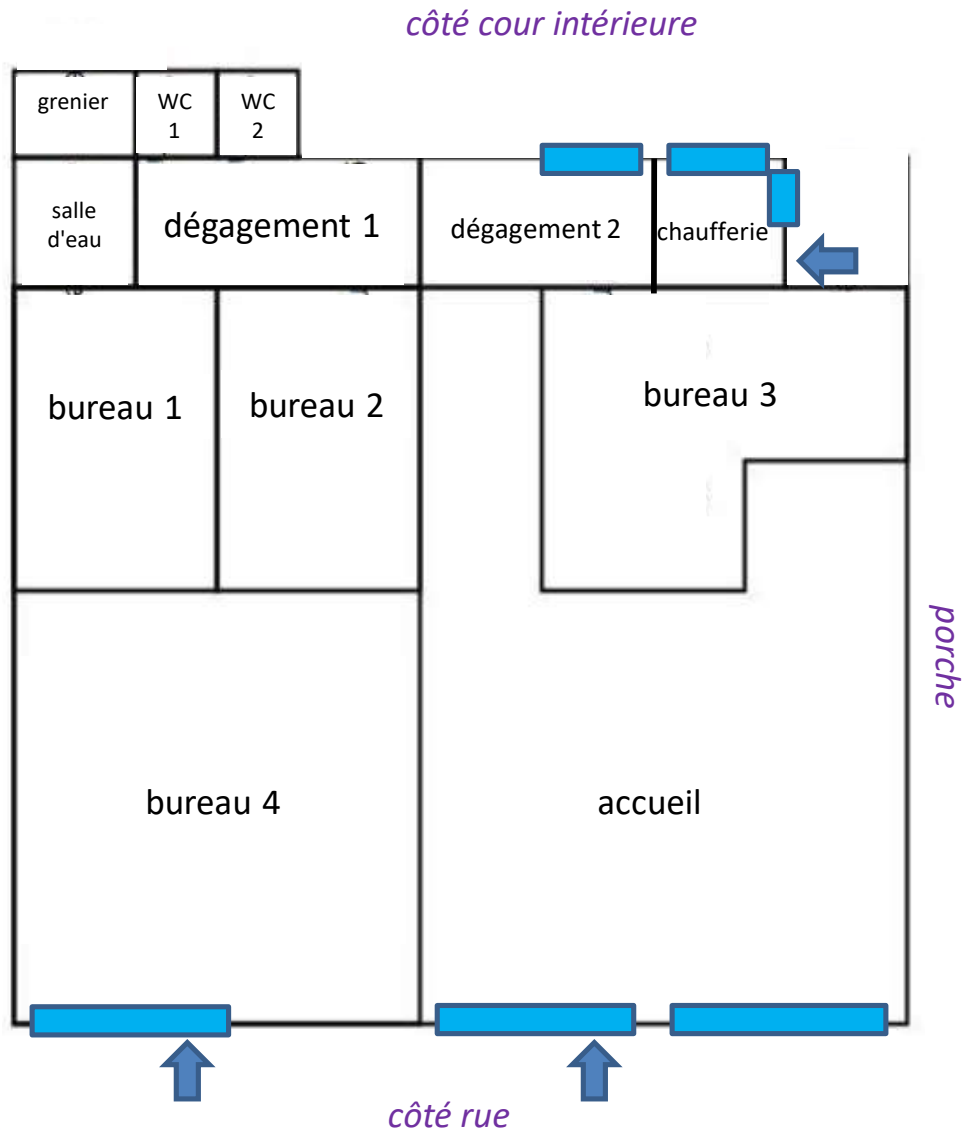 côté cour intérieure
grenier
WC
1
WC
2
salle
d'eau
dégagement 1
dégagement 2
chaufferie
bureau 1
bureau 2
bureau 3
porche
bureau 4
accueil
côté rue